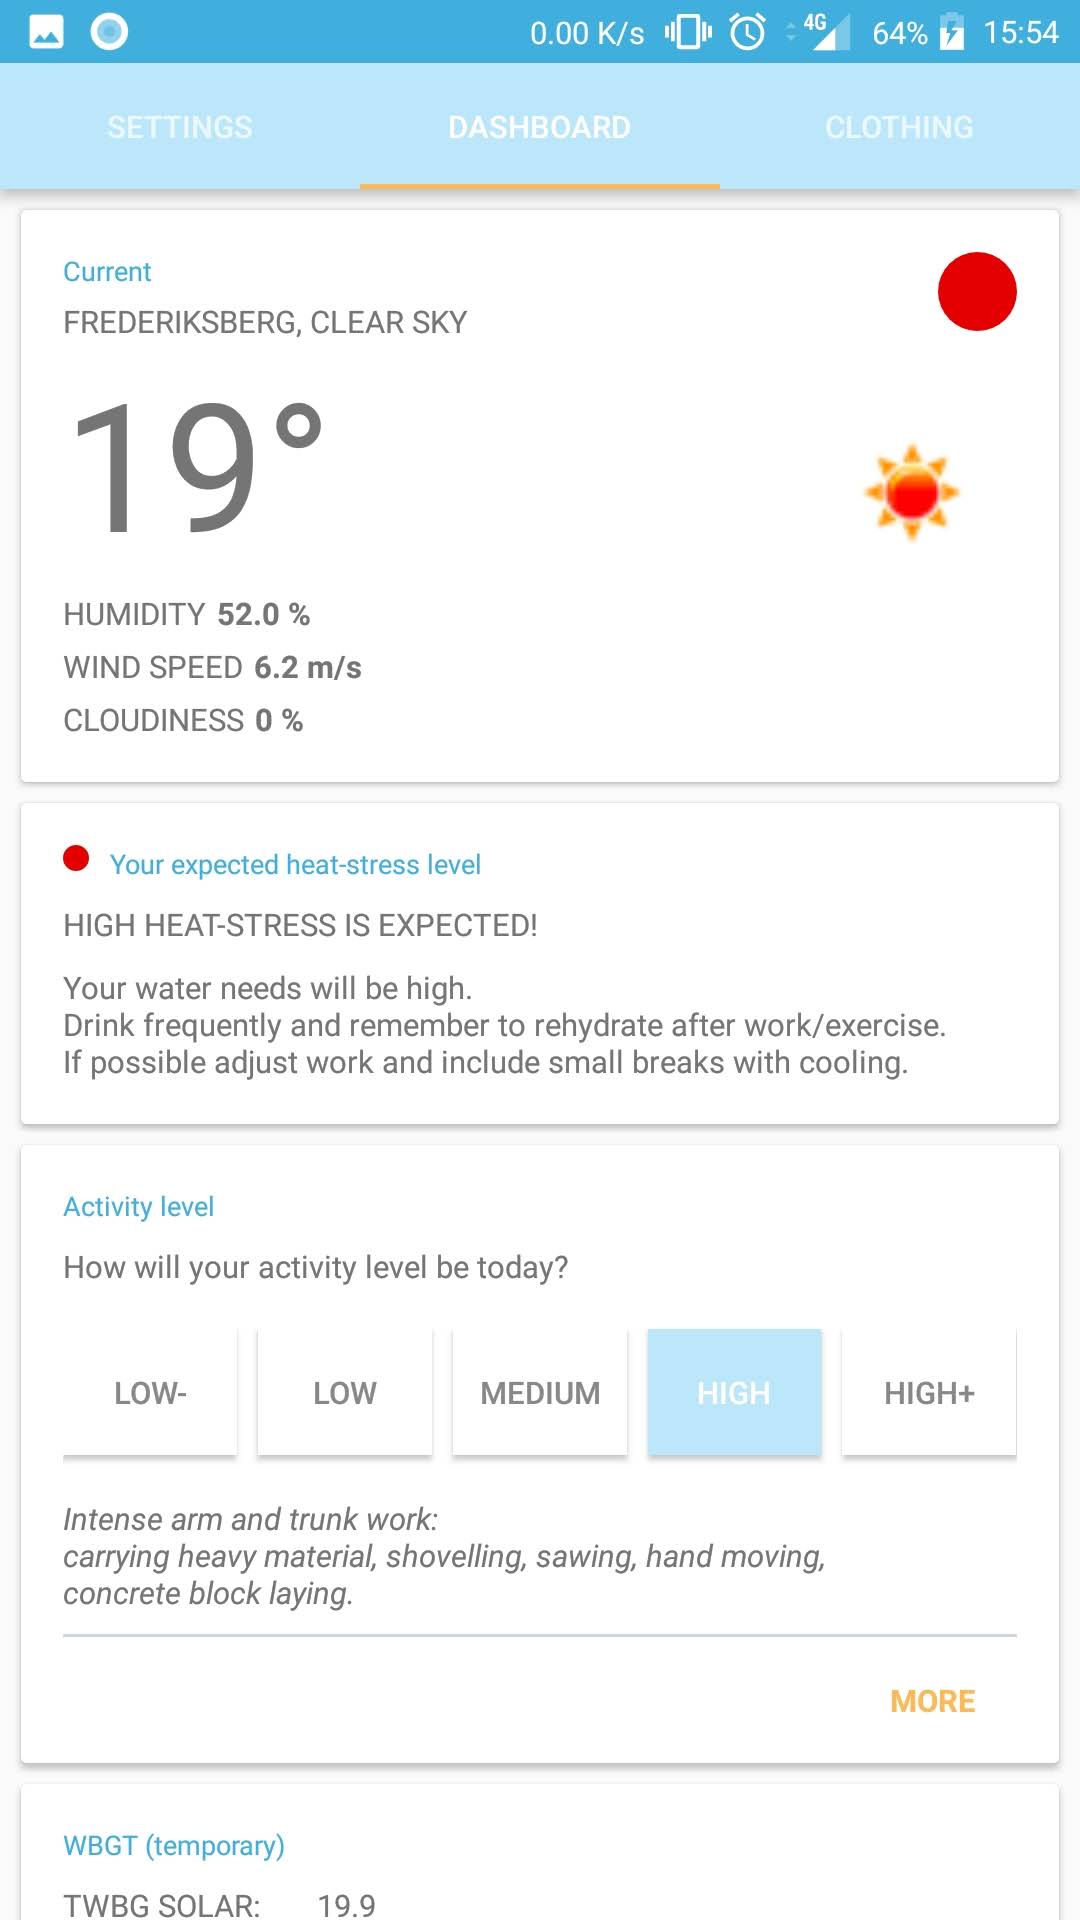 0.00 K/s 4G 64% 15:54
SETTINGS DASHBOARD CLOTHING
Current
FREDERIKSBERG, CLEAR SKY
19°
HUMIDITY 52.0 %
WIND SPEED 6.2 m/s
CLOUDINESS 0 %
Your expected heat-stress level
HIGH HEAT-STRESS IS EXPECTED!
Your water needs will be high.
Drink frequently and remember to rehydrate after work/exercise.
If possible adjust work and include small breaks with cooling.
Activity level
How will your activity level be today?
LOW- LOW MEDIUM HIGH HIGH+
Intense arm and trunk work:
carrying heavy material, shovelling, sawing, hand moving,
concrete block laying.
MORE
WBGT (temporary)
TWBG SOLAR: 19.9